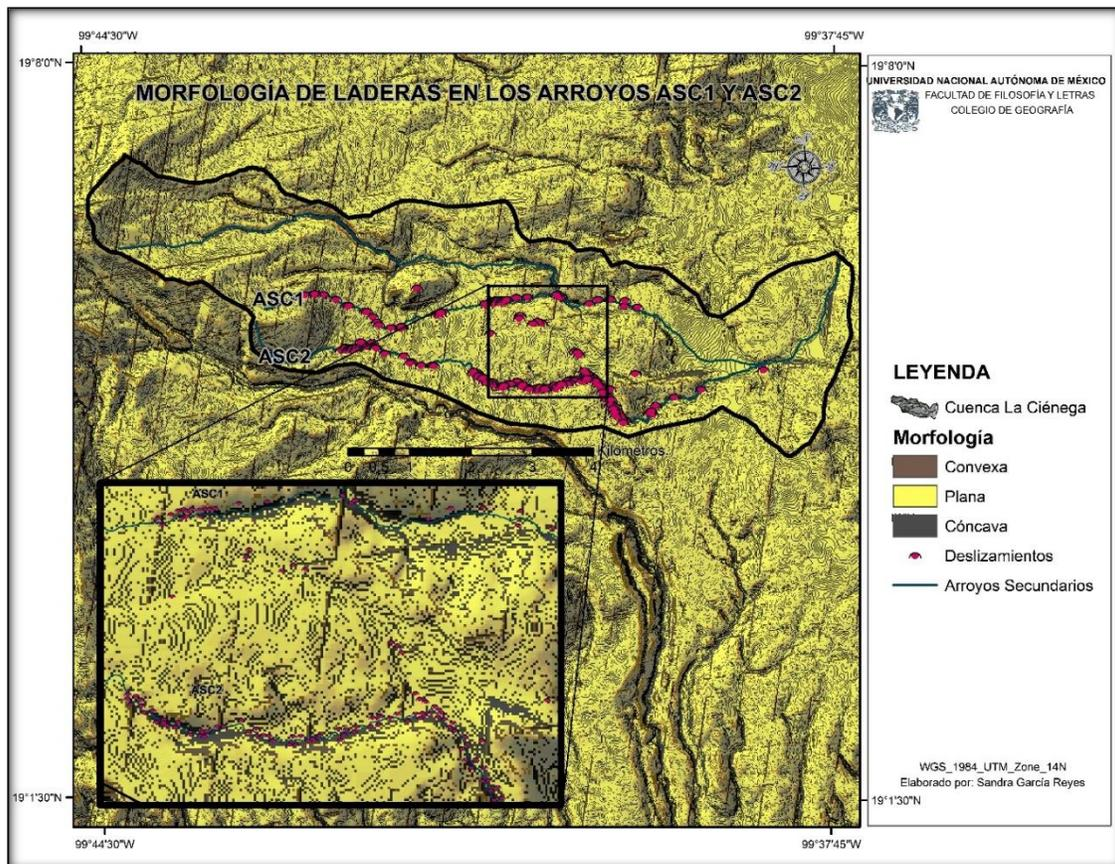 99°44'30"W
99°37'45"W
19°8'0"N
19°8'0"N
MORFOLOGÍA DE LADERAS EN LOS ARROYOS ASC1 Y ASC2
UNIVERSIDAD NACIONAL AUTÓNOMA DE MÉXICO
FACULTAD DE FILOSOFÍA Y LETRAS
COLEGIO DE GEOGRAFÍA
ASC1
ASC2
LEYENDA
Cuenca La Ciénega
Morfología
Convexa
Plana
Cóncava
Deslizamientos
Arroyos Secundarios
Kilómetros
0 0.5 1 2 3 4
ASC1
ASC2
WGS_1984_UTM_Zone_14N
Elaborado por: Sandra García Reyes
19°1'30"N
19°1'30"N
99°44'30"W
99°37'45"W